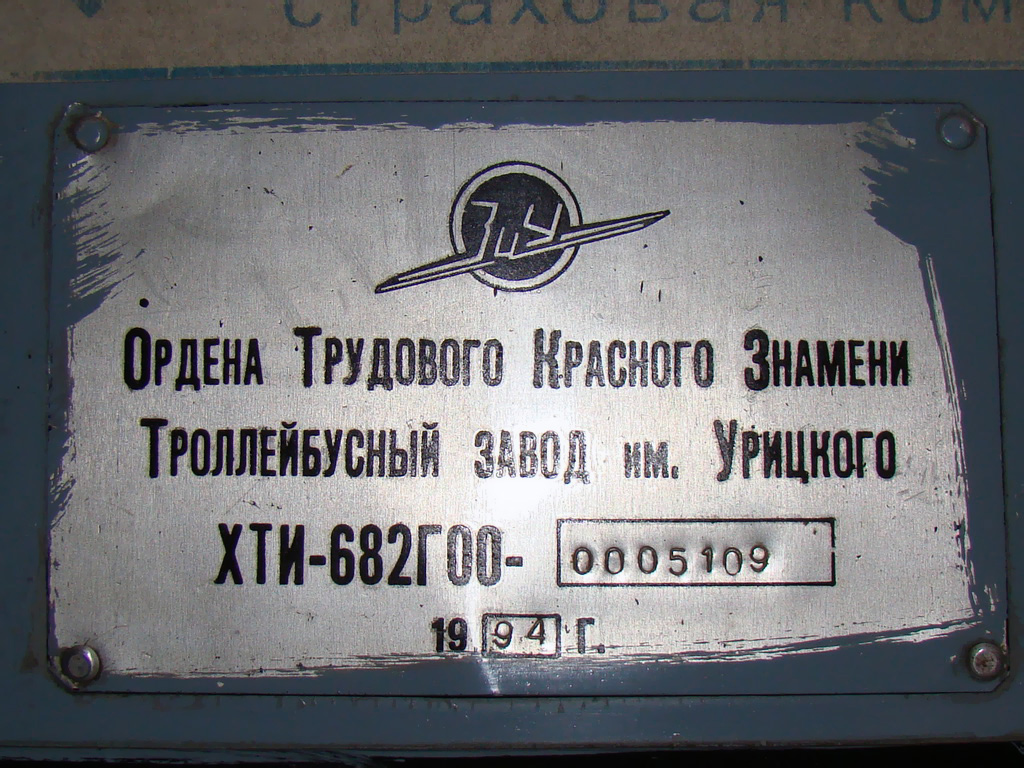 страховая ком
ЗиУ
Ордена Трудового Красного Знамени
Троллейбусный завод им. Урицкого
ХТИ-682Г00- 0005109
1994 г.